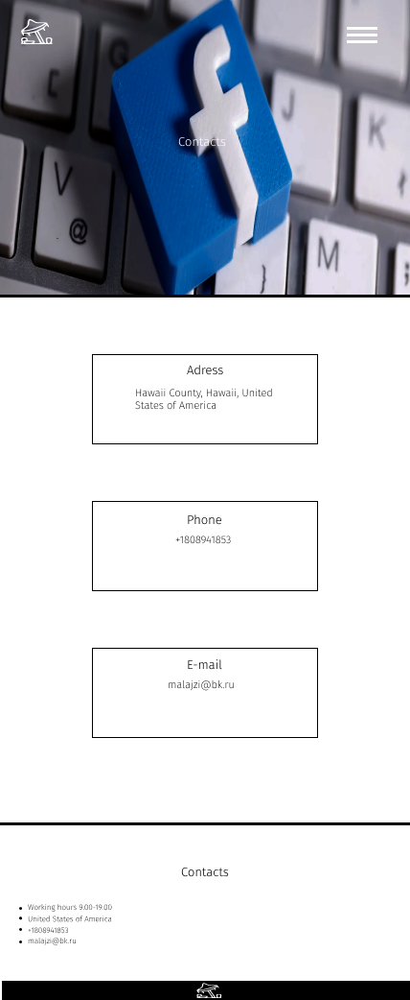 Contacts
f
J
K
V
@
M
Adress
Hawaii County, Hawaii, United
States of America
Phone
+1808941853
E-mail
malajzi@bk.ru
Contacts
Working hours 9.00-19.00
United States of America
+1808941853
malajzi@bk.ru